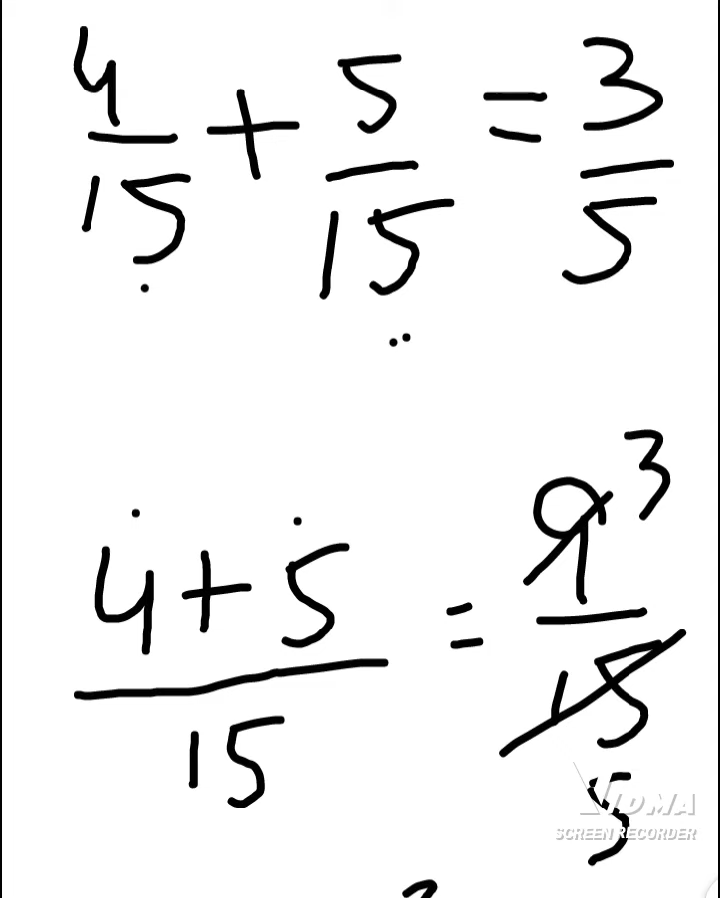 4/15 + 5/15 = 3/5
(4+5)/15 = 9/15 3/5
VIDMA
SCREEN RECORDER